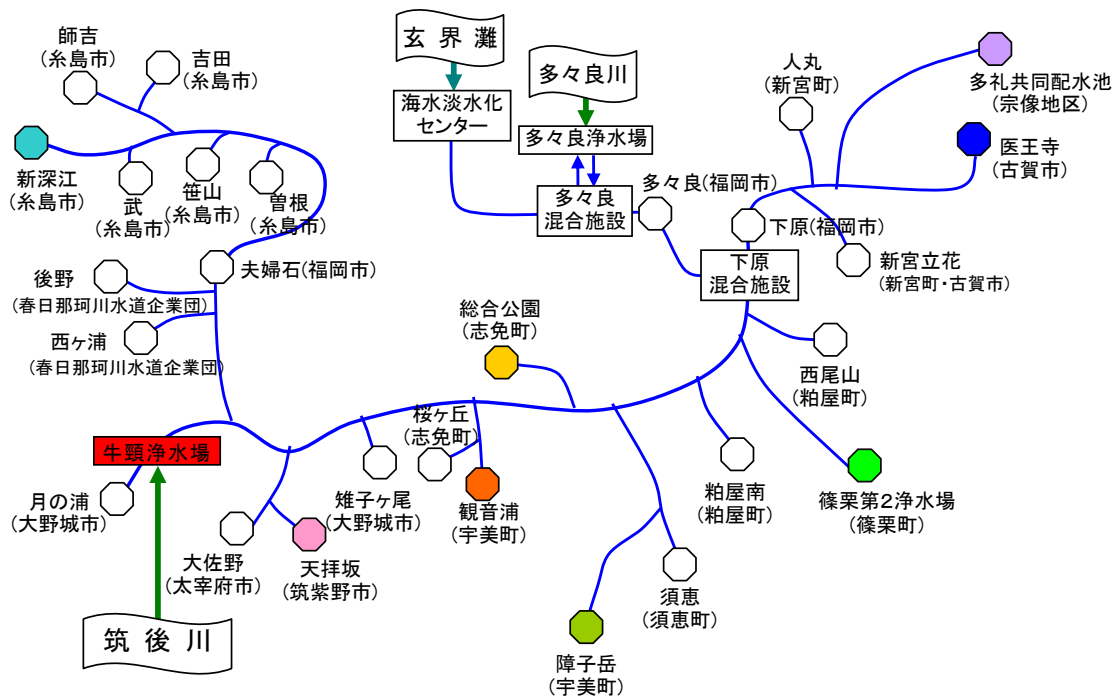 師吉
(糸島市)
吉田
(糸島市)
玄界灘
多々良川
人丸
(新宮町)
多礼共同配水池
(宗像地区)
海水淡水化
センター
多々良浄水場
医王寺
(古賀市)
新深江
(糸島市)
武
(糸島市)
笹山
(糸島市)
曽根
(糸島市)
多々良(福岡市)
多々良
混合施設
下原(福岡市)
下原
混合施設
新宮立花
(新宮町・古賀市)
夫婦石(福岡市)
後野
(春日那珂川水道企業団)
西ヶ浦
(春日那珂川水道企業団)
総合公園
(志免町)
西尾山
(粕屋町)
桜ヶ丘
(志免町)
牛頸浄水場
月の浦
(大野城市)
雉子ヶ尾
(大野城市)
観音浦
(宇美町)
粕屋南
(粕屋町)
篠栗第2浄水場
(篠栗町)
大佐野
(太宰府市)
天拝坂
(筑紫野市)
須恵
(須恵町)
筑後川
障子岳
(宇美町)